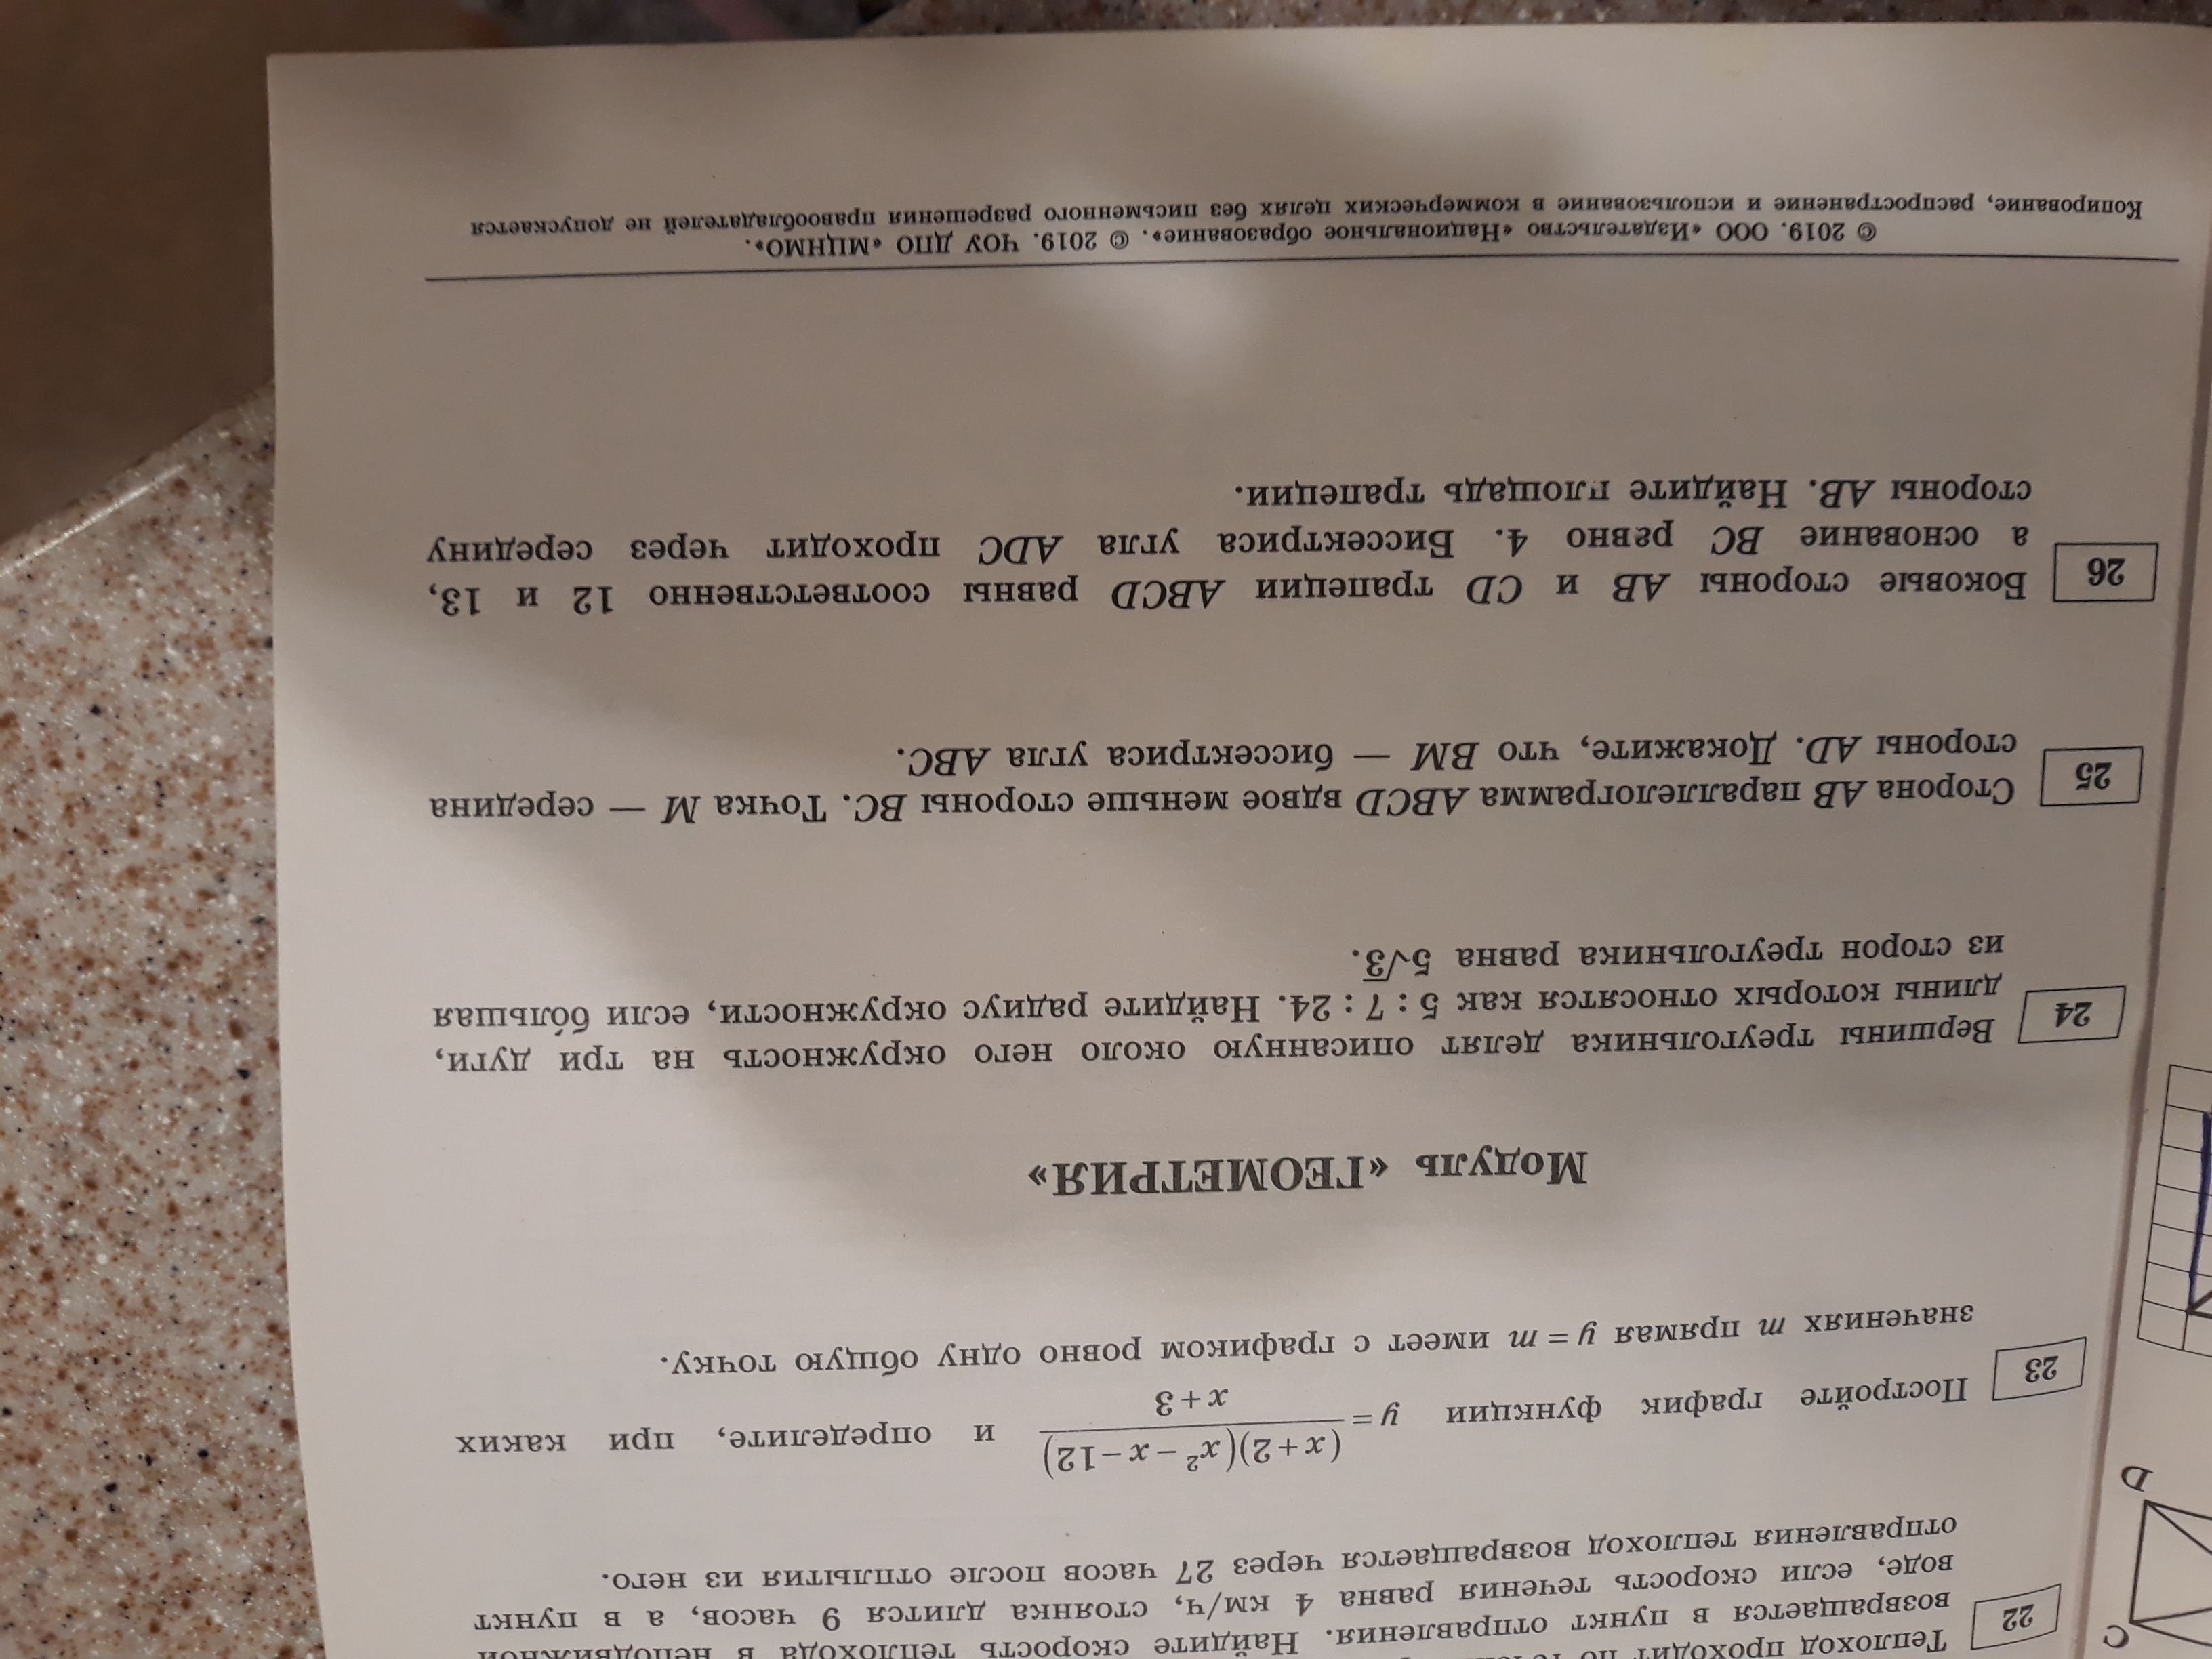 C
D
22
Теплоход проходит по
возвращается в пункт отправления. Найдите скорость теплохода в неподвижной
воде, если скорость течения равна 4 км/ч, стоянка длится 9 часов, а в пункт
отправления теплоход возвращается через 27 часов после отплытия из него.
23
Постройте график функции y = (x+2)(x²−x−12) / x+3 и определите, при каких
значениях m прямая y = m имеет с графиком ровно одну общую точку.
Модуль «ГЕОМЕТРИЯ»
24
Вершины треугольника делят описанную около него окружность на три дуги,
длины которых относятся как 5 : 7 : 24. Найдите радиус окружности, если бо́льшая
из сторон треугольника равна 5√3.
25
Сторона AB параллелограмма ABCD вдвое меньше стороны BC. Точка M — середина
стороны AD. Докажите, что BM — биссектриса угла ABC.
26
Боковые стороны AB и CD трапеции ABCD равны соответственно 12 и 13,
а основание BC равно 4. Биссектриса угла ADC проходит через середину
стороны AB. Найдите площадь трапеции.
© 2019. ООО «Издательство «Национальное образование». © 2019. ЧОУ ДПО «МЦНМО».
Копирование, распространение и использование в коммерческих целях без письменного разрешения правообладателей не допускается